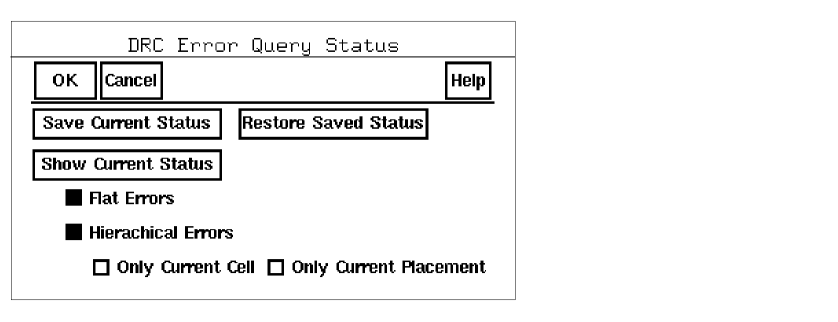 DRC Error Query Status
OK Cancel Help
Save Current Status Restore Saved Status
Show Current Status
Flat Errors
Hierachical Errors
Only Current Cell Only Current Placement